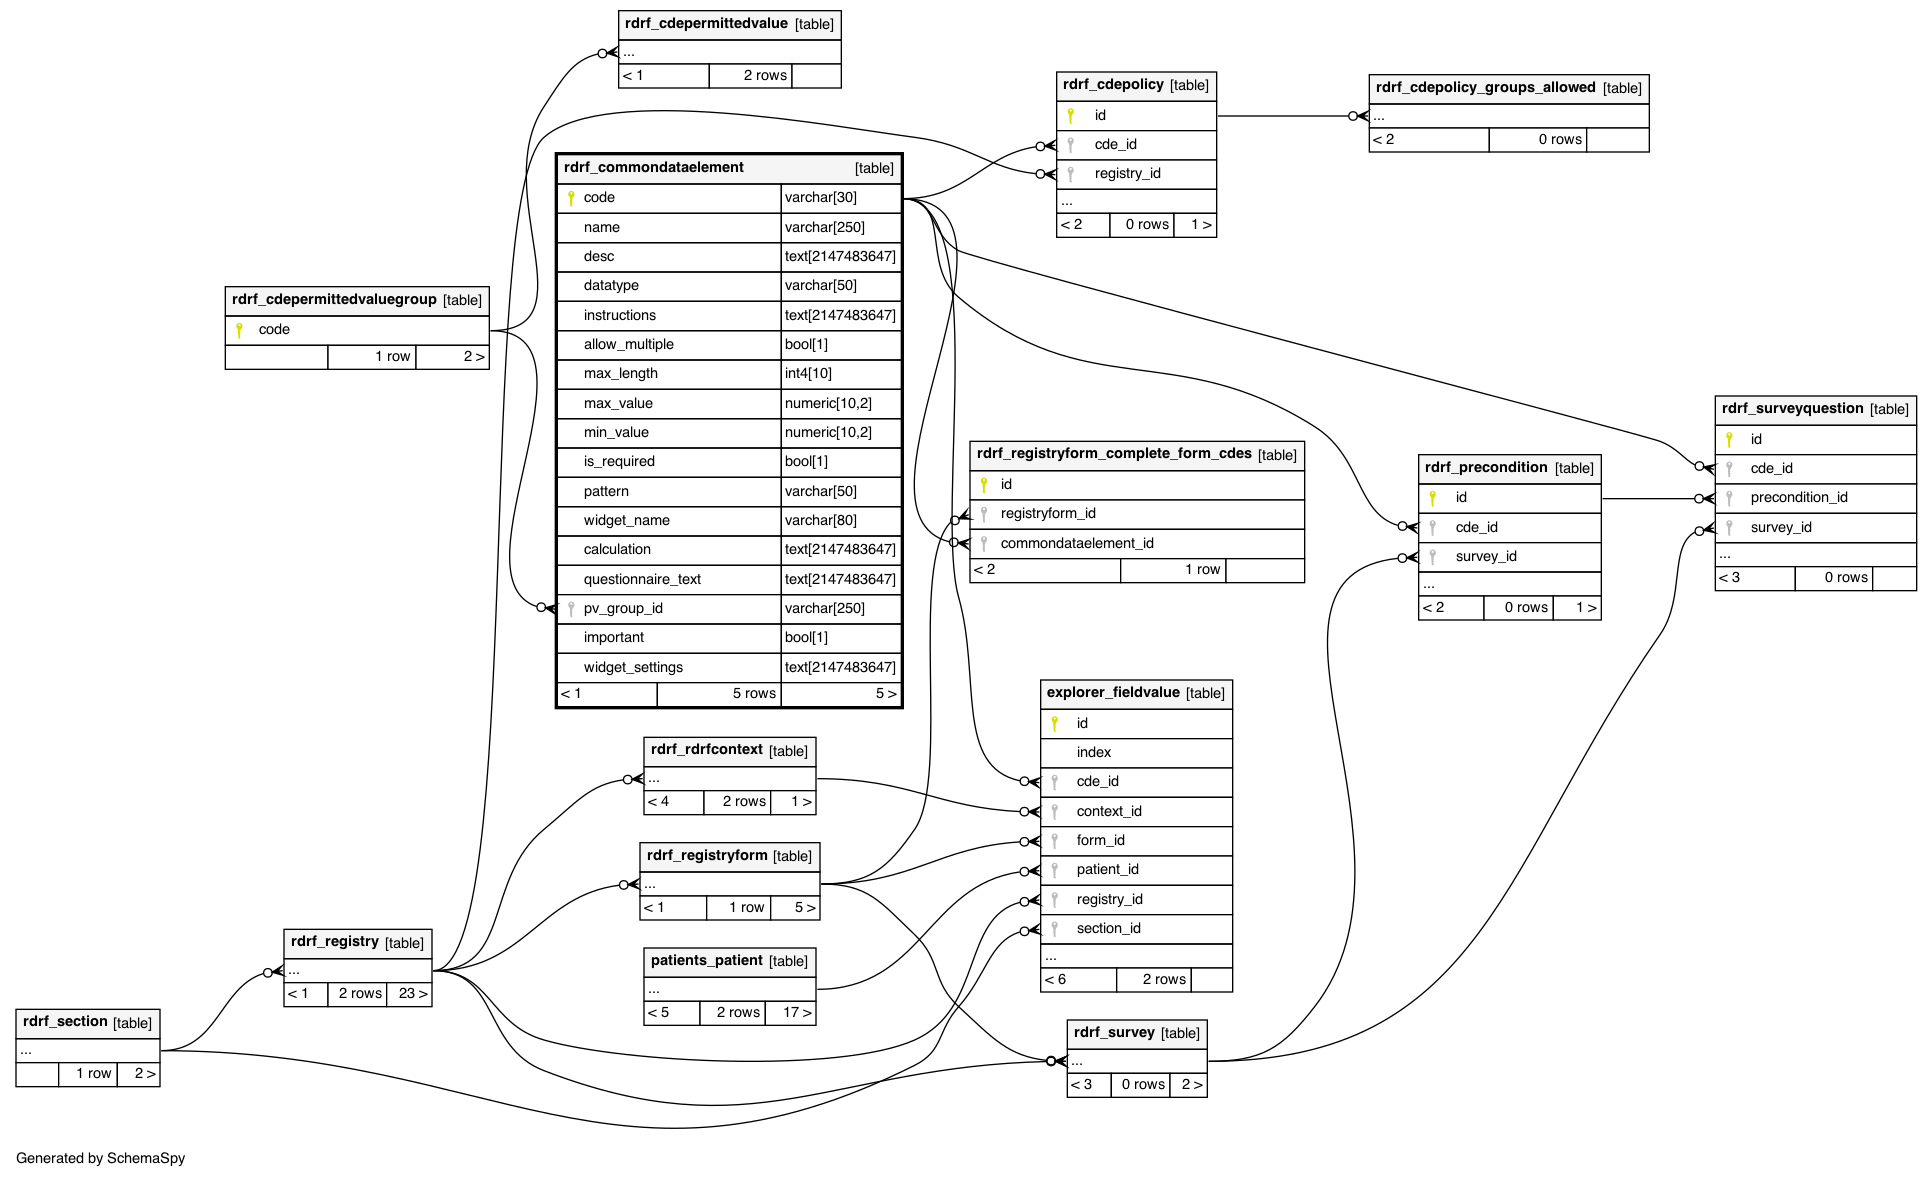 rdrf_cdepermittedvalue [table]
...
< 1 2 rows
rdrf_cdepolicy [table]
id
cde_id
registry_id
...
< 2 0 rows 1 >
rdrf_cdepolicy_groups_allowed [table]
...
< 2 0 rows
rdrf_commondataelement [table]
code varchar[30]
name varchar[250]
desc text[2147483647]
datatype varchar[50]
instructions text[2147483647]
allow_multiple bool[1]
max_length int4[10]
max_value numeric[10,2]
min_value numeric[10,2]
is_required bool[1]
pattern varchar[50]
widget_name varchar[80]
calculation text[2147483647]
questionnaire_text text[2147483647]
pv_group_id varchar[250]
important bool[1]
widget_settings text[2147483647]
< 1 5 rows 5 >
rdrf_cdepermittedvaluegroup [table]
code
1 row 2 >
rdrf_surveyquestion [table]
id
cde_id
precondition_id
survey_id
...
< 3 0 rows
rdrf_registryform_complete_form_cdes [table]
id
registryform_id
commondataelement_id
< 2 1 row
rdrf_precondition [table]
id
cde_id
survey_id
...
< 2 0 rows 1 >
explorer_fieldvalue [table]
id
index
cde_id
context_id
form_id
patient_id
registry_id
section_id
...
< 6 2 rows
rdrf_rdrfcontext [table]
...
< 4 2 rows 1 >
rdrf_registryform [table]
...
< 1 1 row 5 >
rdrf_registry [table]
...
< 1 2 rows 23 >
patients_patient [table]
...
< 5 2 rows 17 >
rdrf_section [table]
...
1 row 2 >
rdrf_survey [table]
...
< 3 0 rows 2 >
Generated by SchemaSpy